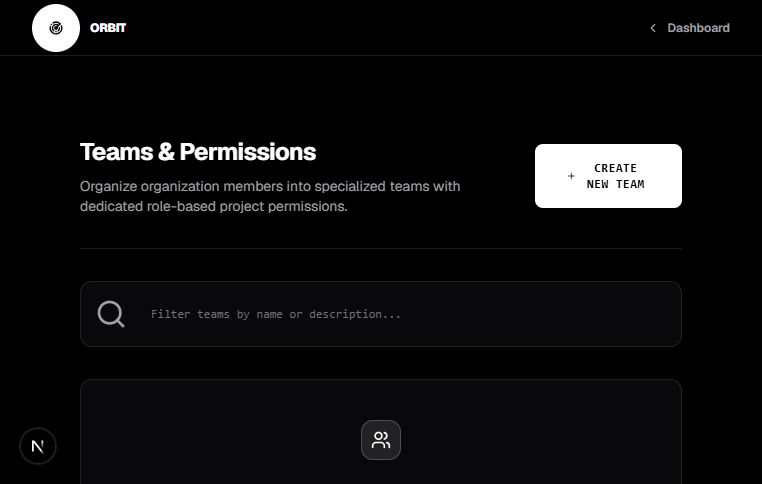 ORBIT
Dashboard
Teams & Permissions
Organize organization members into specialized teams with
dedicated role-based project permissions.
CREATE
NEW TEAM
Filter teams by name or description...
N